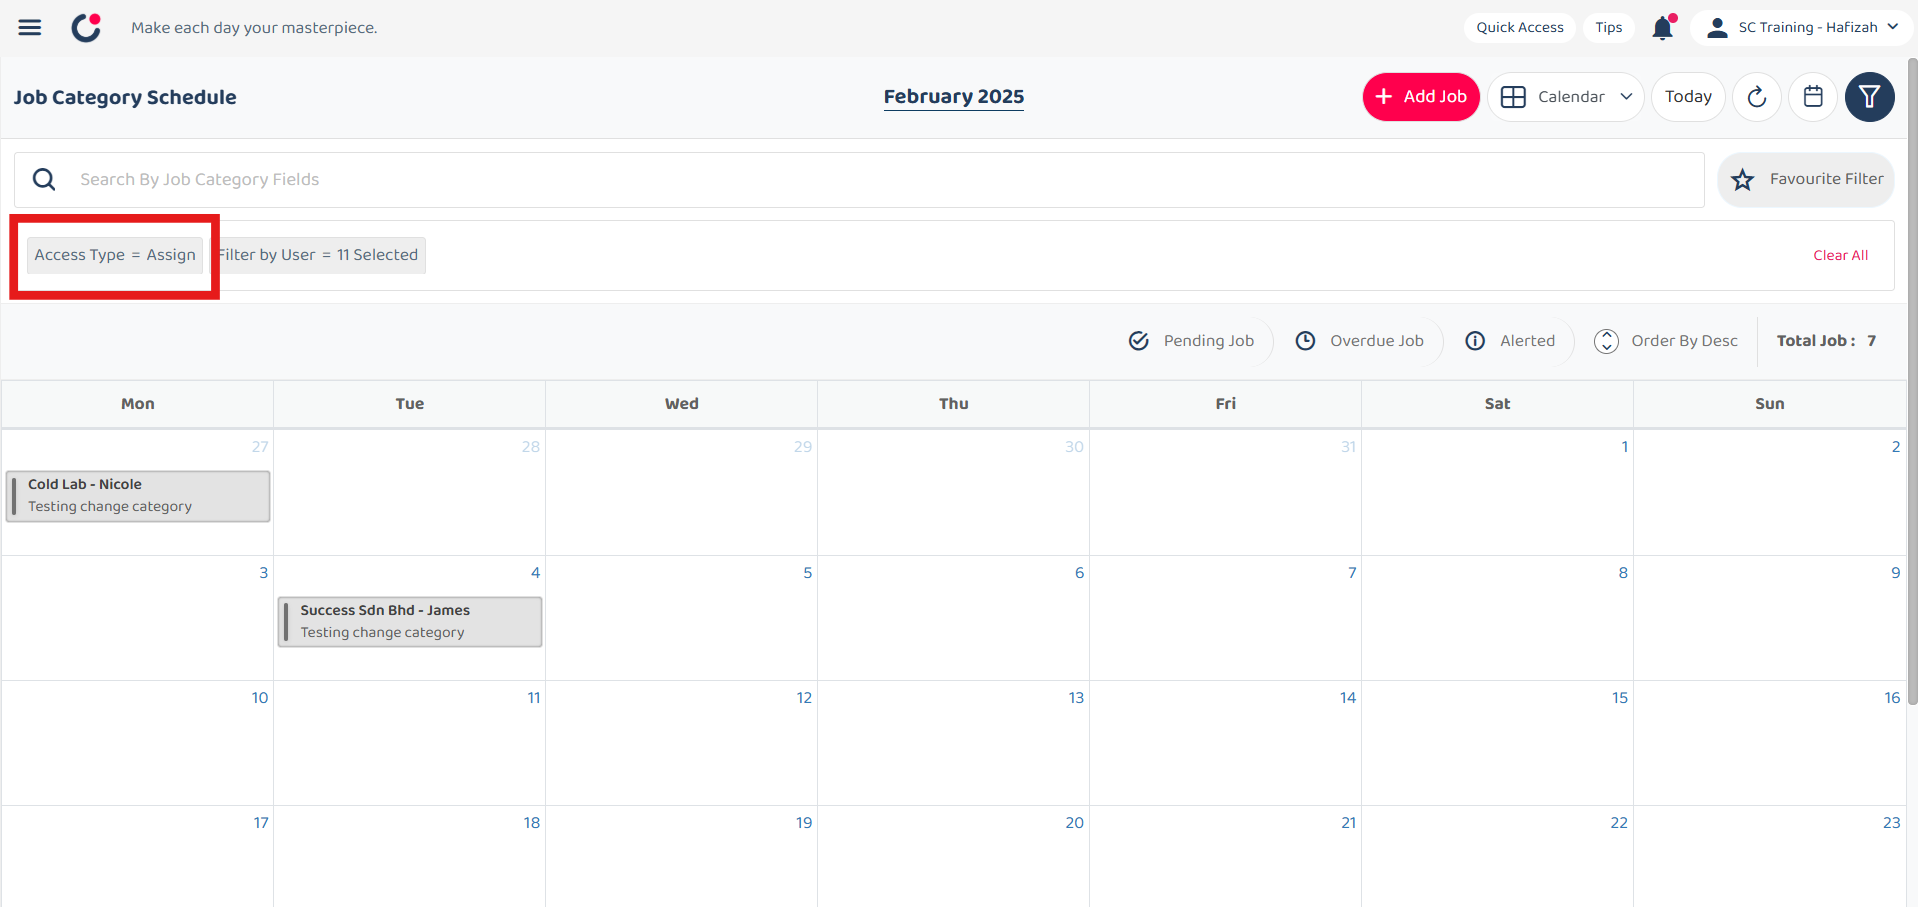 Make each day your masterpiece.
Quick Access
Tips
SC Training - Hafizah
Job Category Schedule
February 2025
+ Add Job
Calendar
Today
Search By Job Category Fields
Favourite Filter
Access Type = Assign
Filter by User = 11 Selected
Clear All
Pending Job
Overdue Job
Alerted
Order By Desc
Total Job : 7
Mon Tue Wed Thu Fri Sat Sun
27 28 29 30 31 1 2
Cold Lab - Nicole
Testing change category
3 4 5 6 7 8 9
Success Sdn Bhd - James
Testing change category
10 11 12 13 14 15 16
17 18 19 20 21 22 23